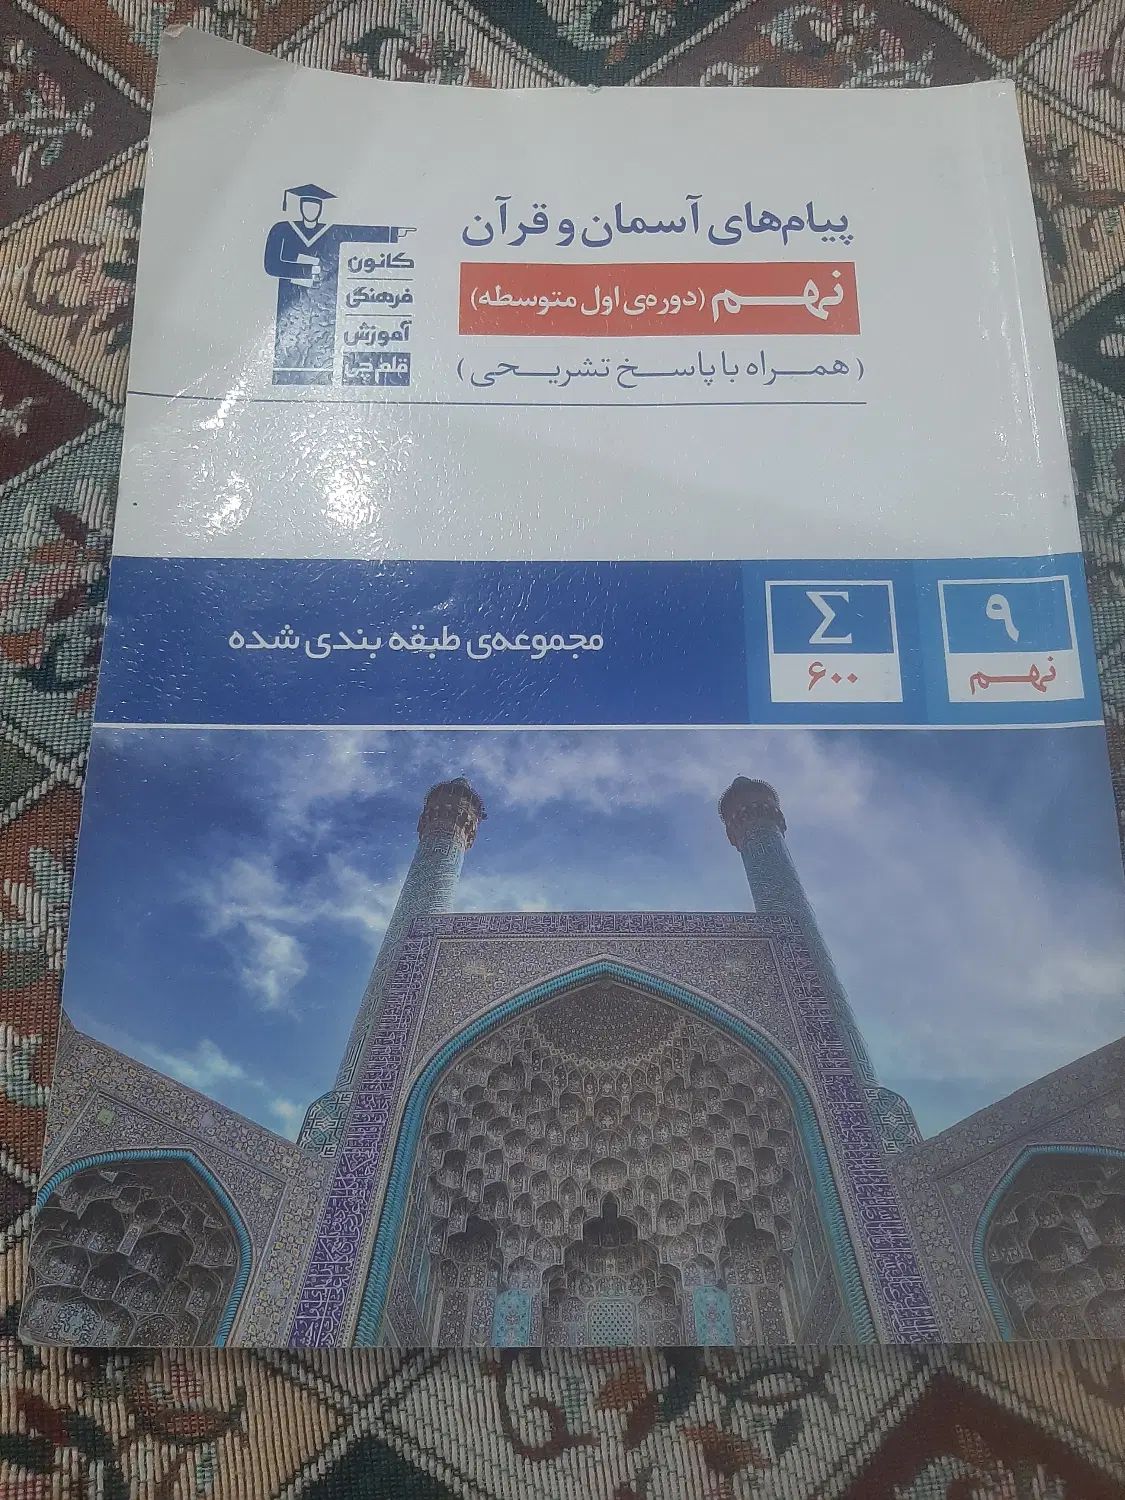 پیام‌های آسمان و قرآن
نهم (دوره‌ی اول متوسطه)
(همراه با پاسخ تشریحی)
کانون
فرهنگی
آموزش
قلم‌چی
۹
نهم
Σ
۶۰۰
مجموعه‌ی طبقه بندی شده